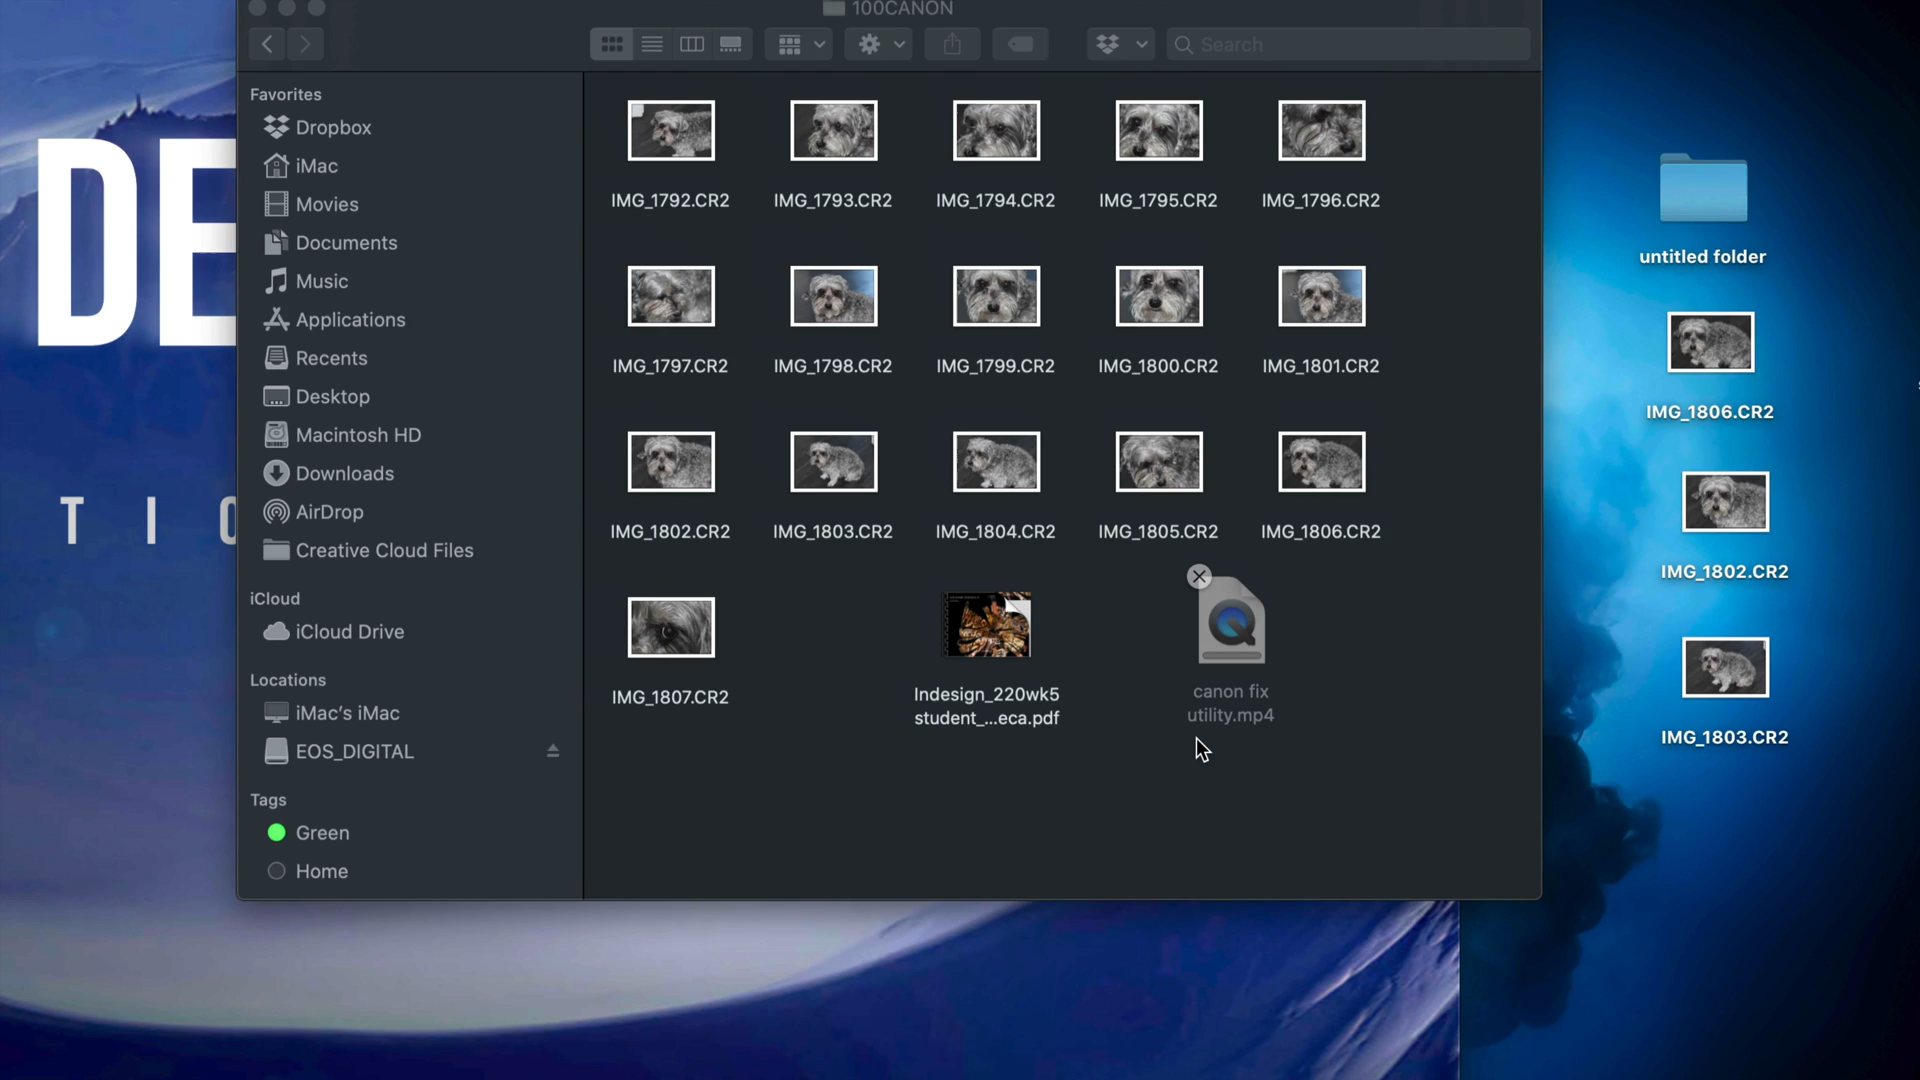 100CANON
Search
Favorites
Dropbox
iMac
Movies
Documents
Music
Applications
Recents
Desktop
Macintosh HD
Downloads
AirDrop
Creative Cloud Files
iCloud
iCloud Drive
Locations
iMac’s iMac
EOS_DIGITAL
Tags
Green
Home
IMG_1792.CR2
IMG_1793.CR2
IMG_1794.CR2
IMG_1795.CR2
IMG_1796.CR2
IMG_1797.CR2
IMG_1798.CR2
IMG_1799.CR2
IMG_1800.CR2
IMG_1801.CR2
IMG_1802.CR2
IMG_1803.CR2
IMG_1804.CR2
IMG_1805.CR2
IMG_1806.CR2
IMG_1807.CR2
Indesign_220wk5
student_...eca.pdf
canon fix
utility.mp4
DE
T I O
untitled folder
IMG_1806.CR2
IMG_1802.CR2
IMG_1803.CR2